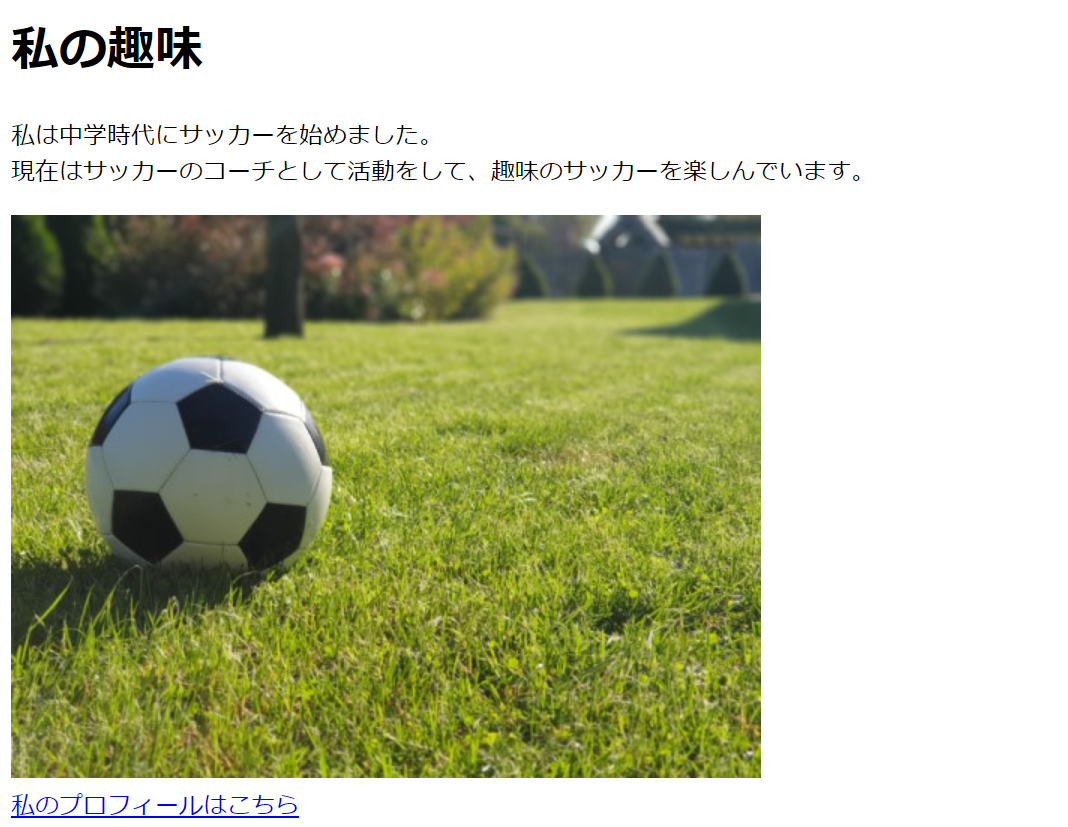 私の趣味
私は中学時代にサッカーを始めました。
現在はサッカーのコーチとして活動をして、趣味のサッカーを楽しんでいます。
私のプロフィールはこちら